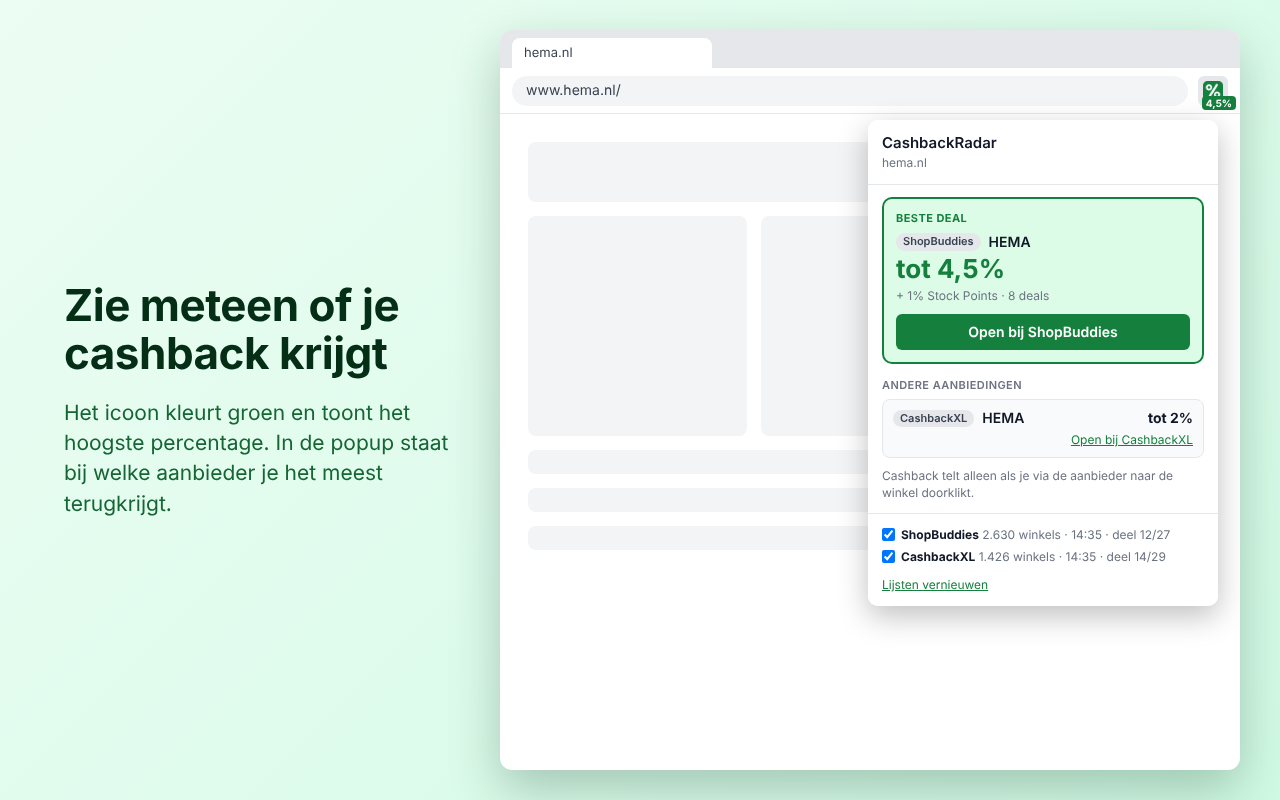 Zie meteen of je
cashback krijgt
Het icoon kleurt groen en toont het
hoogste percentage. In de popup staat
bij welke aanbieder je het meest
terugkrijgt.
hema.nl
www.hema.nl/
%
4,5%
CashbackRadar
hema.nl
BESTE DEAL
ShopBuddies HEMA
tot 4,5%
+ 1% Stock Points · 8 deals
Open bij ShopBuddies
ANDERE AANBIEDINGEN
CashbackXL HEMA tot 2%
Open bij CashbackXL
Cashback telt alleen als je via de aanbieder naar de
winkel doorklikt.
ShopBuddies 2.630 winkels · 14:35 · deel 12/27
CashbackXL 1.426 winkels · 14:35 · deel 14/29
Lijsten vernieuwen